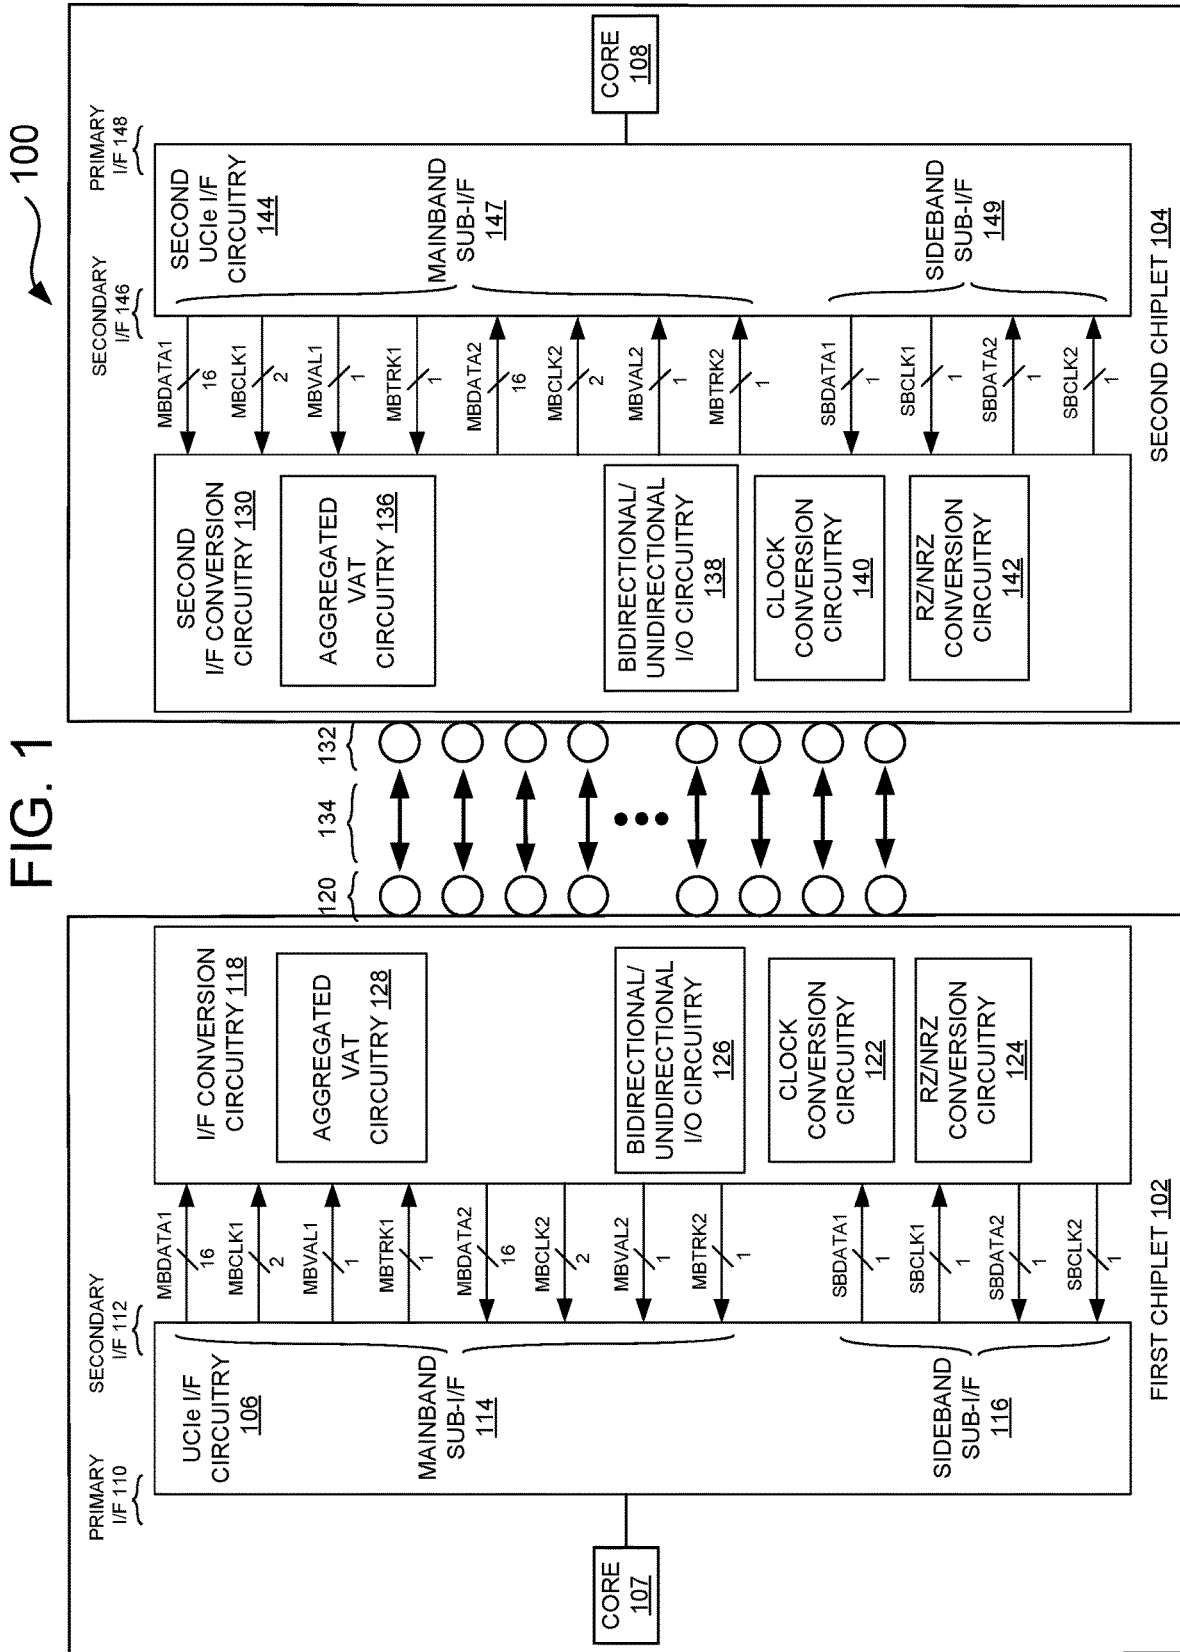 FIG. 1
100
PRIMARY
I/F 110
SECONDARY
I/F 112
UCIe I/F
CIRCUITRY
106
CORE
107
MAINBAND
SUB-I/F
114
SIDEBAND
SUB-I/F
116
MBDATA1
16
MBCLK1
2
MBVAL1
1
MBTRK1
1
MBDATA2
16
MBCLK2
2
MBVAL2
1
MBTRK2
1
SBDATA1
1
SBCLK1
1
SBDATA2
1
SBCLK2
1
I/F CONVERSION
CIRCUITRY 118
AGGREGATED
VAT
CIRCUITRY 128
BIDIRECTIONAL/
UNIDIRECTIONAL
I/O CIRCUITRY
126
CLOCK
CONVERSION
CIRCUITRY
122
RZ/NRZ
CONVERSION
CIRCUITRY
124
FIRST CHIPLET 102
120
134
132
SECOND
I/F CONVERSION
CIRCUITRY 130
AGGREGATED
VAT
CIRCUITRY 136
BIDIRECTIONAL/
UNIDIRECTIONAL
I/O CIRCUITRY
138
CLOCK
CONVERSION
CIRCUITRY
140
RZ/NRZ
CONVERSION
CIRCUITRY
142
MBDATA1
16
MBCLK1
2
MBVAL1
1
MBTRK1
1
MBDATA2
16
MBCLK2
2
MBVAL2
1
MBTRK2
1
SBDATA1
1
SBCLK1
1
SBDATA2
1
SBCLK2
1
SECONDARY
I/F 146
PRIMARY
I/F 148
SECOND
UCIe I/F
CIRCUITRY
144
MAINBAND
SUB-I/F
147
SIDEBAND
SUB-I/F
149
CORE
108
SECOND CHIPLET 104